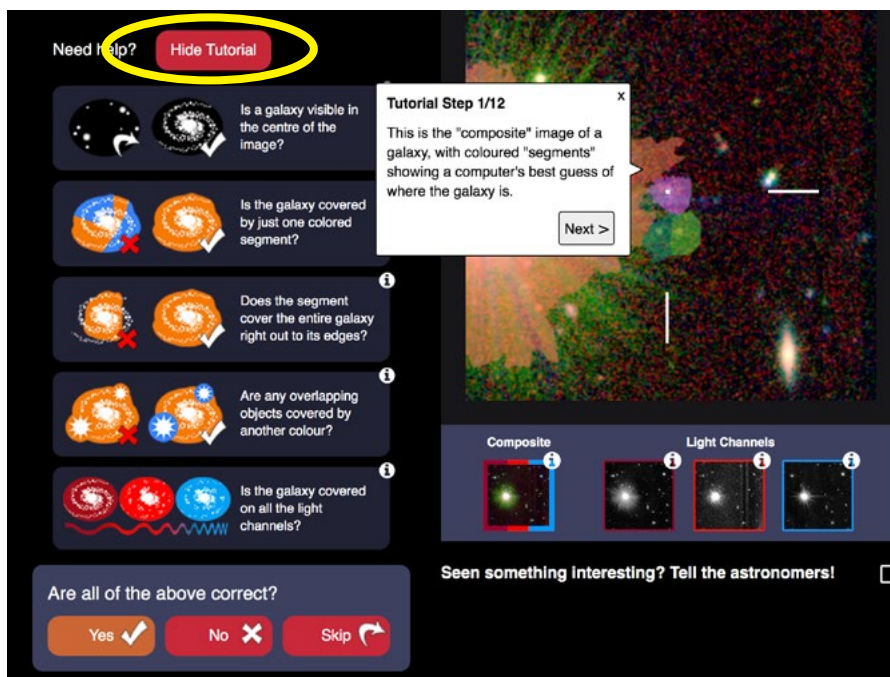 Need help?
Hide Tutorial
Is a galaxy visible in
the centre of the
image?
Is the galaxy covered
by just one colored
segment?
Does the segment
cover the entire galaxy
right out to its edges?
Are any overlapping
objects covered by
another colour?
Is the galaxy covered
on all the light
channels?
Are all of the above correct?
Yes
No
Skip
Tutorial Step 1/12
x
This is the "composite" image of a
galaxy, with coloured "segments"
showing a computer's best guess of
where the galaxy is.
Next >
Composite
Light Channels
Seen something interesting? Tell the astronomers!